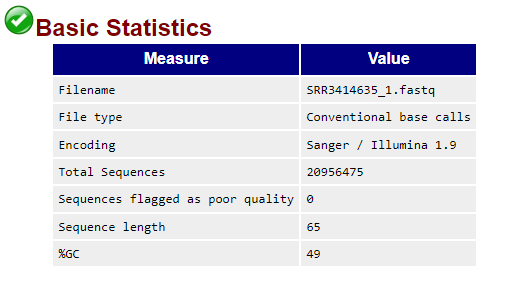 Basic Statistics
Measure Value
Filename SRR3414635_1.fastq
File type Conventional base calls
Encoding Sanger / Illumina 1.9
Total Sequences 20956475
Sequences flagged as poor quality 0
Sequence length 65
%GC 49